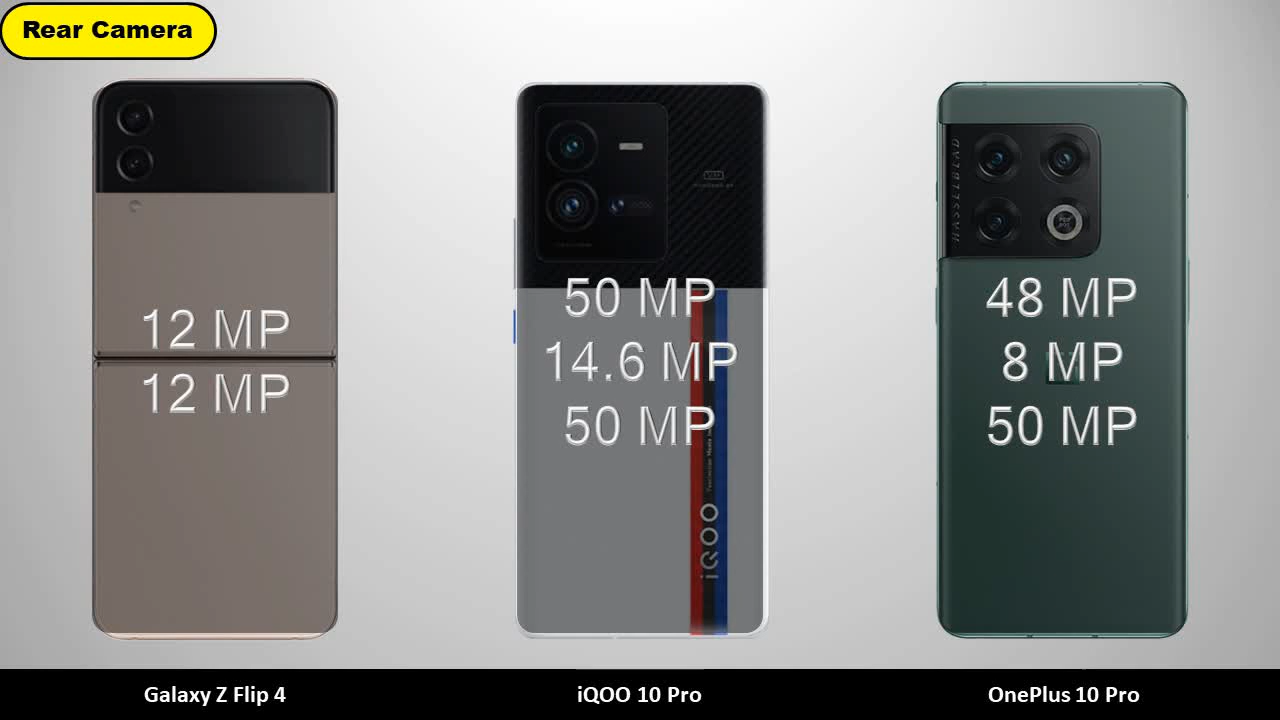 Rear Camera
12 MP
12 MP
Galaxy Z Flip 4
50 MP
14.6 MP
50 MP
iQOO
iQOO 10 Pro
HASSELBLAD
48 MP
8 MP
50 MP
OnePlus 10 Pro